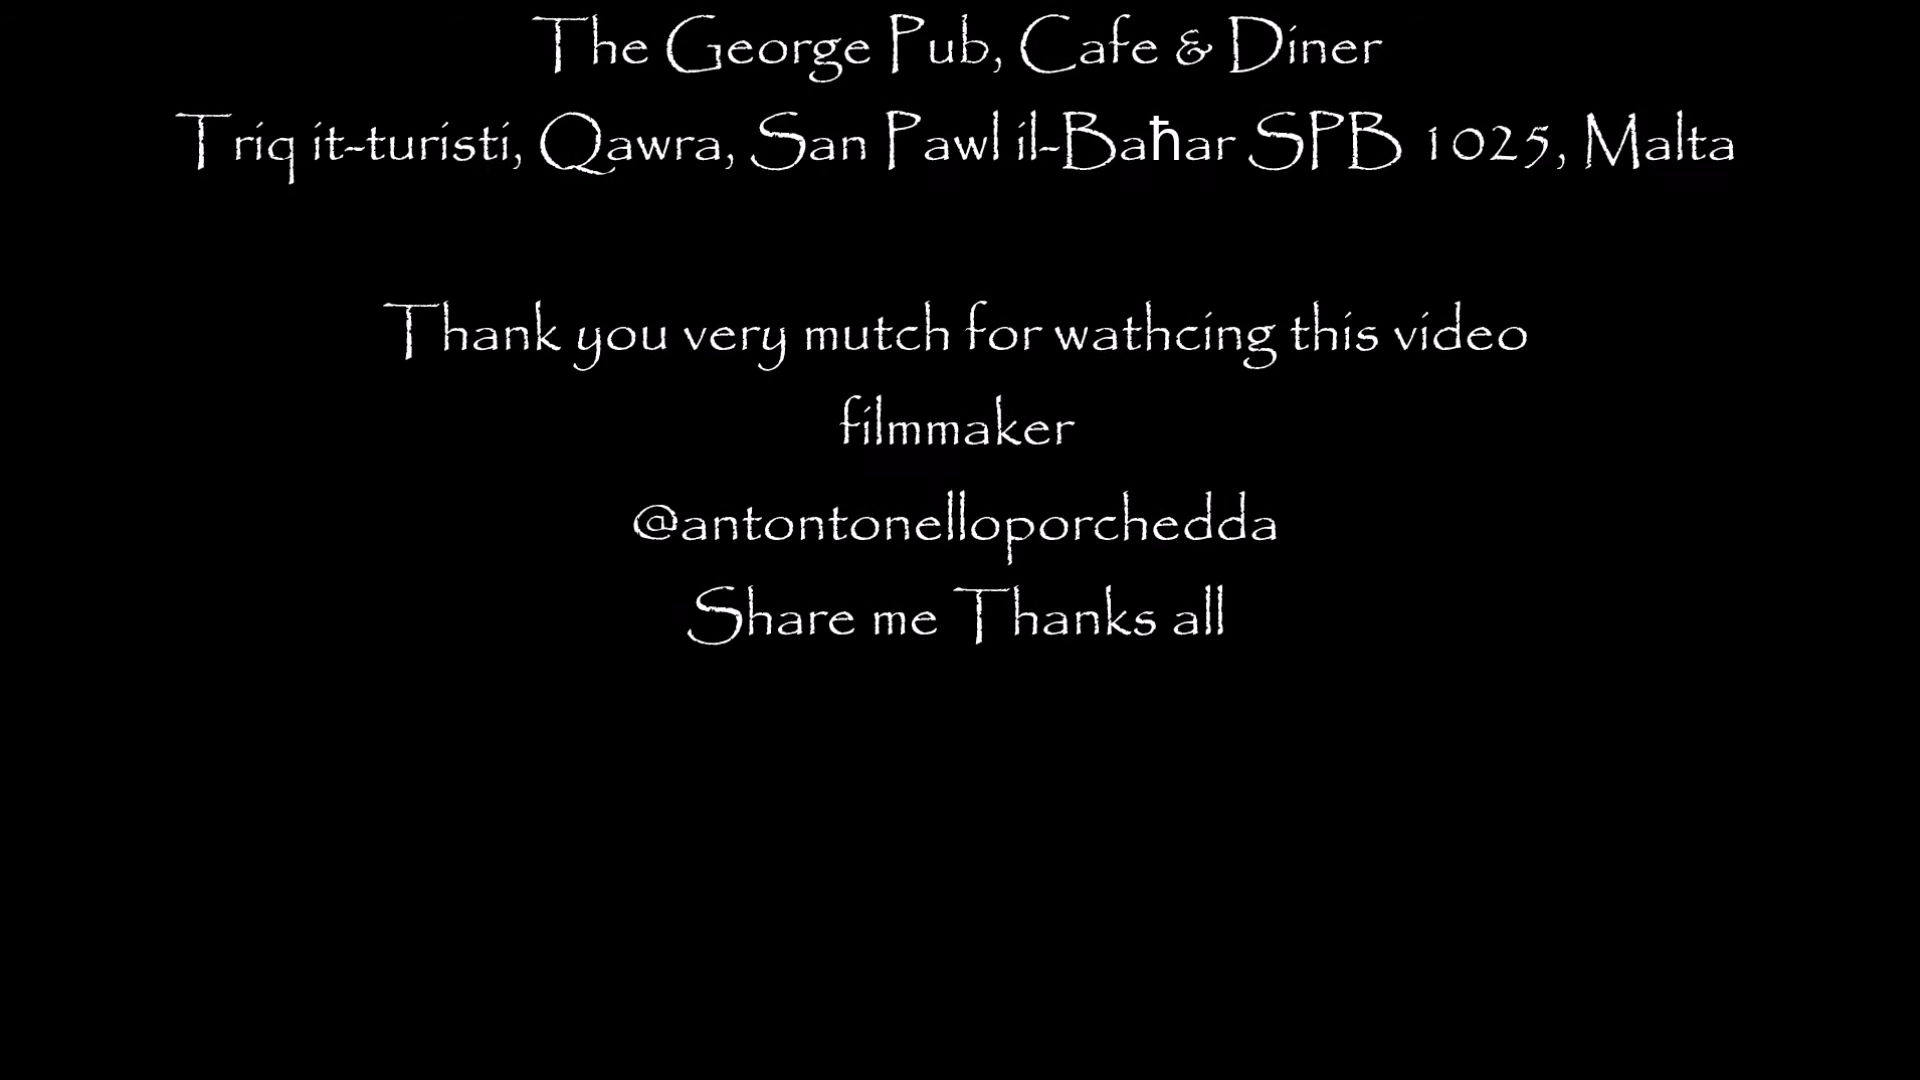 The George Pub, Cafe & Diner
Triq it-turisti, Qawra, San Pawl il-Baħar SPB 1025, Malta
Thank you very mutch for wathcing this video
filmmaker
@antontonelloporchedda
Share me Thanks all